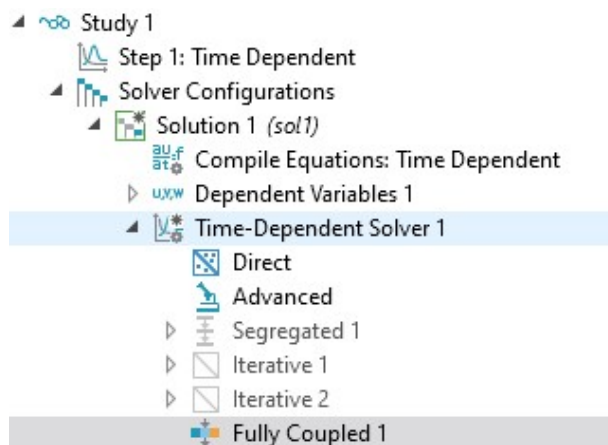 Study 1
Step 1: Time Dependent
Solver Configurations
Solution 1 (sol1)
Compile Equations: Time Dependent
u,v,w Dependent Variables 1
Time-Dependent Solver 1
Direct
Advanced
Segregated 1
Iterative 1
Iterative 2
Fully Coupled 1